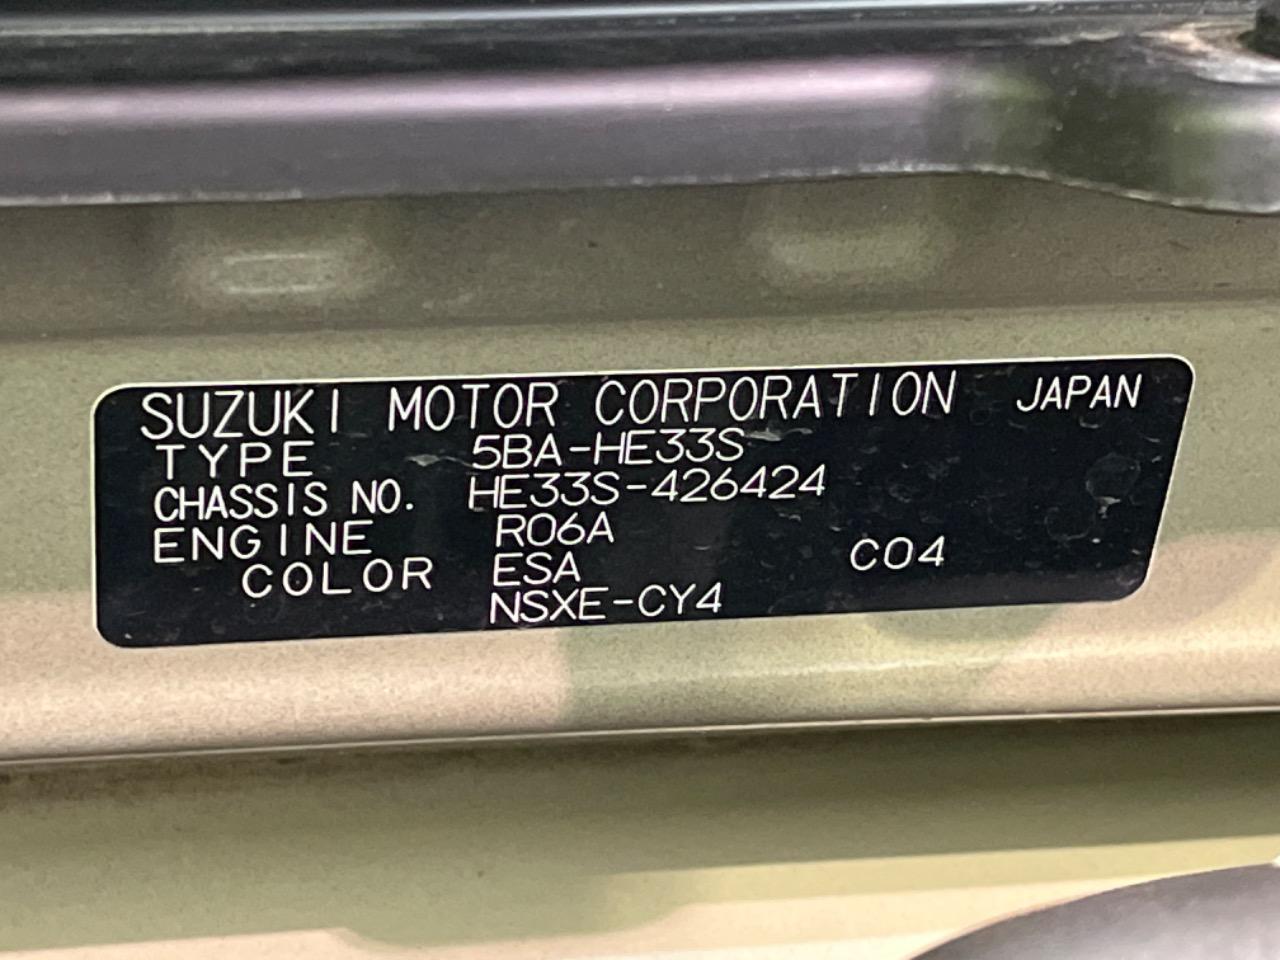 SUZUKI MOTOR CORPORATION JAPAN
TYPE 5BA-HE33S
CHASSIS NO. HE33S-426424
ENGINE R06A
COLOR ESA C04
NSXE-CY4